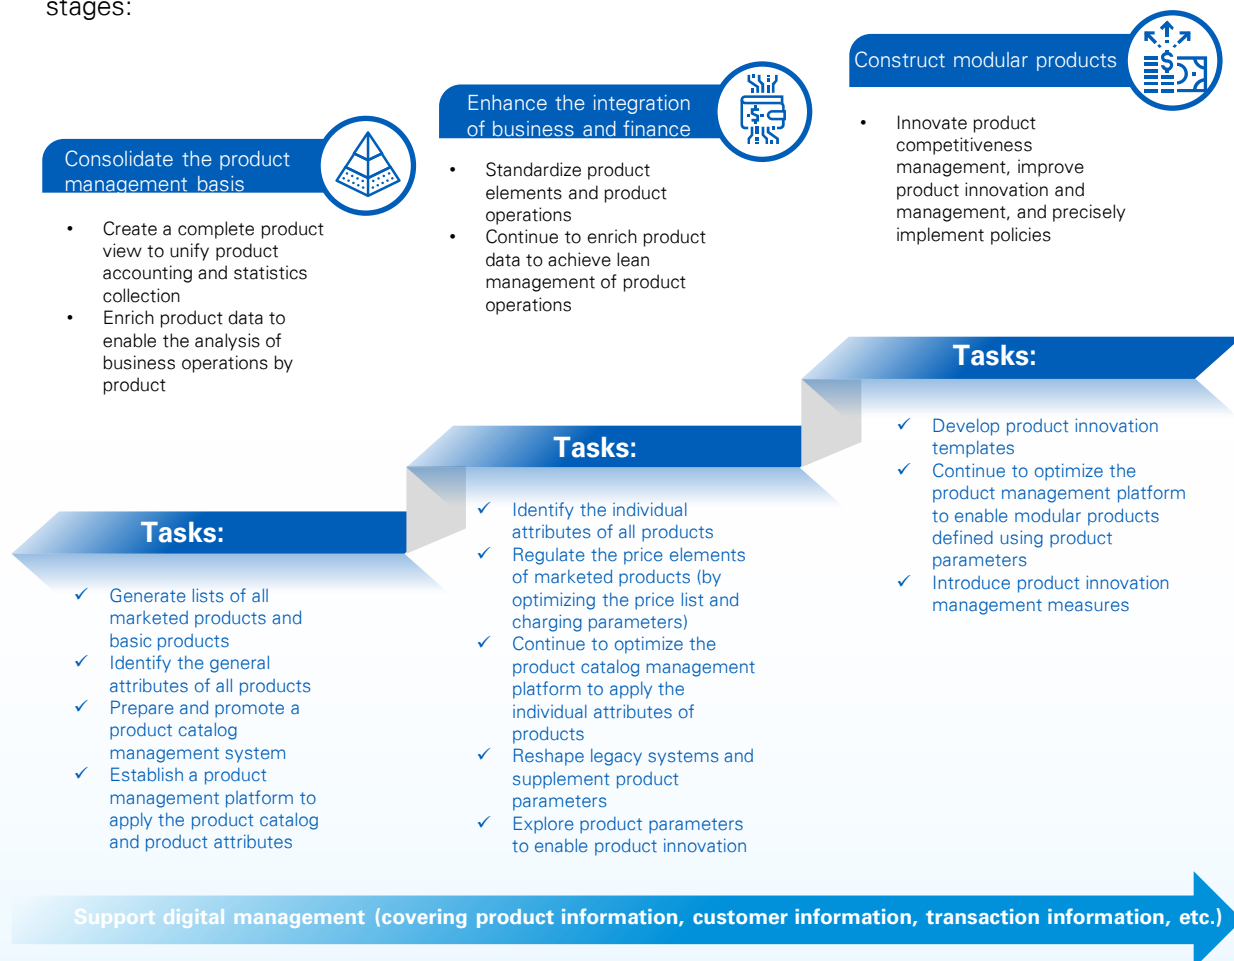 stages:
Consolidate the product
management basis
• Create a complete product
view to unify product
accounting and statistics
collection
• Enrich product data to
enable the analysis of
business operations by
product
Enhance the integration
of business and finance
• Standardize product
elements and product
operations
• Continue to enrich product
data to achieve lean
management of product
operations
Construct modular products
• Innovate product
competitiveness
management, improve
product innovation and
management, and precisely
implement policies
Tasks:
✓ Generate lists of all
marketed products and
basic products
✓ Identify the general
attributes of all products
✓ Prepare and promote a
product catalog
management system
✓ Establish a product
management platform to
apply the product catalog
and product attributes
Tasks:
✓ Identify the individual
attributes of all products
✓ Regulate the price elements
of marketed products (by
optimizing the price list and
charging parameters)
✓ Continue to optimize the
product catalog management
platform to apply the
individual attributes of
products
✓ Reshape legacy systems and
supplement product
parameters
✓ Explore product parameters
to enable product innovation
Tasks:
✓ Develop product innovation
templates
✓ Continue to optimize the
product management platform
to enable modular products
defined using product
parameters
✓ Introduce product innovation
management measures
Support digital management (covering product information, customer information, transaction information, etc.)